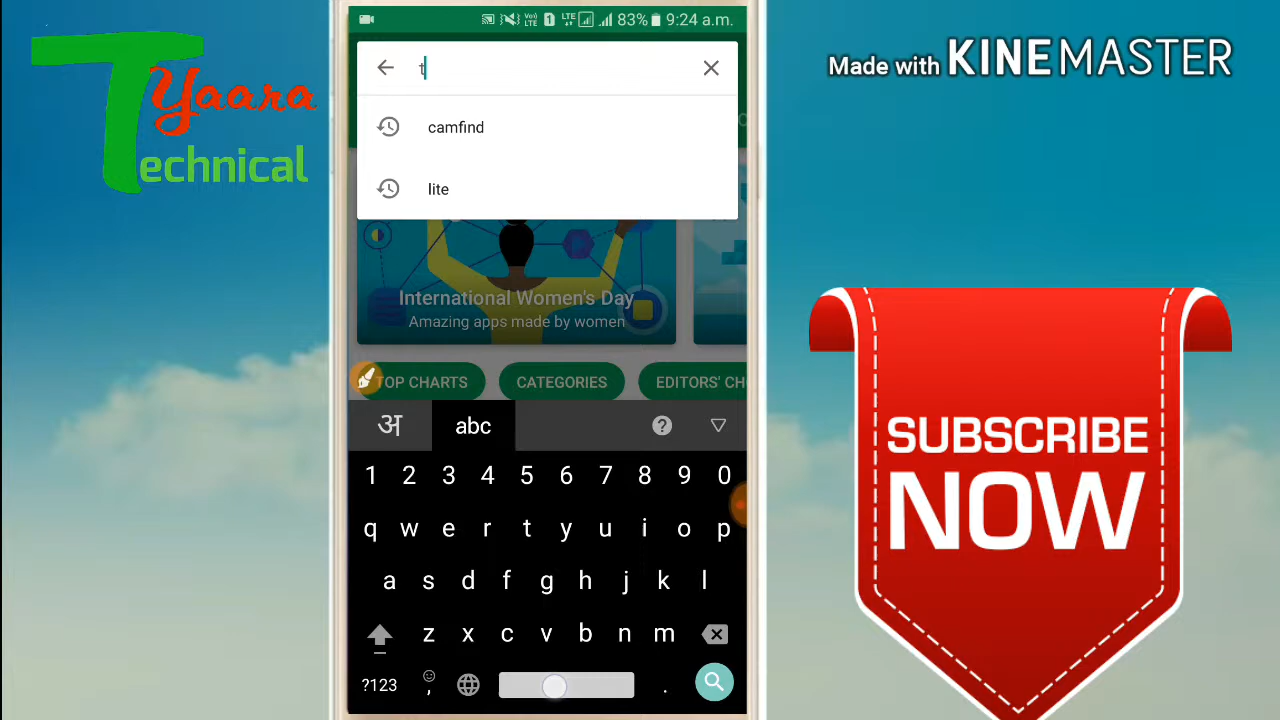 Tyaara
Technical
Made with KINEMASTER
83% 9:24 a.m.
t
camfind
lite
International Women's Day
Amazing apps made by women
TOP CHARTS
CATEGORIES
EDITORS' CH
अ
abc
1 2 3 4 5 6 7 8 9 0
q w e r t y u i o p
a s d f g h j k l
z x c v b n m
?123 , .
SUBSCRIBE
NOW